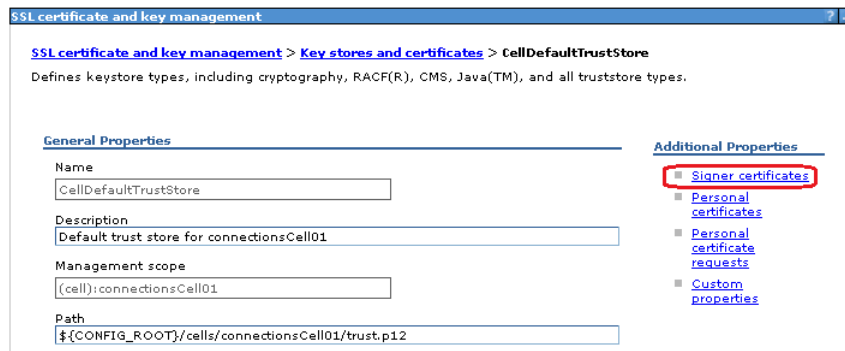 SSL certificate and key management ?
SSL certificate and key management > Key stores and certificates > CellDefaultTrustStore
Defines keystore types, including cryptography, RACF(R), CMS, Java(TM), and all truststore types.
General Properties
Name
CellDefaultTrustStore
Description
Default trust store for connectionsCell01
Management scope
(cell):connectionsCell01
Path
${CONFIG_ROOT}/cells/connectionsCell01/trust.p12
Additional Properties
Signer certificates
Personal
certificates
Personal
certificate
requests
Custom
properties